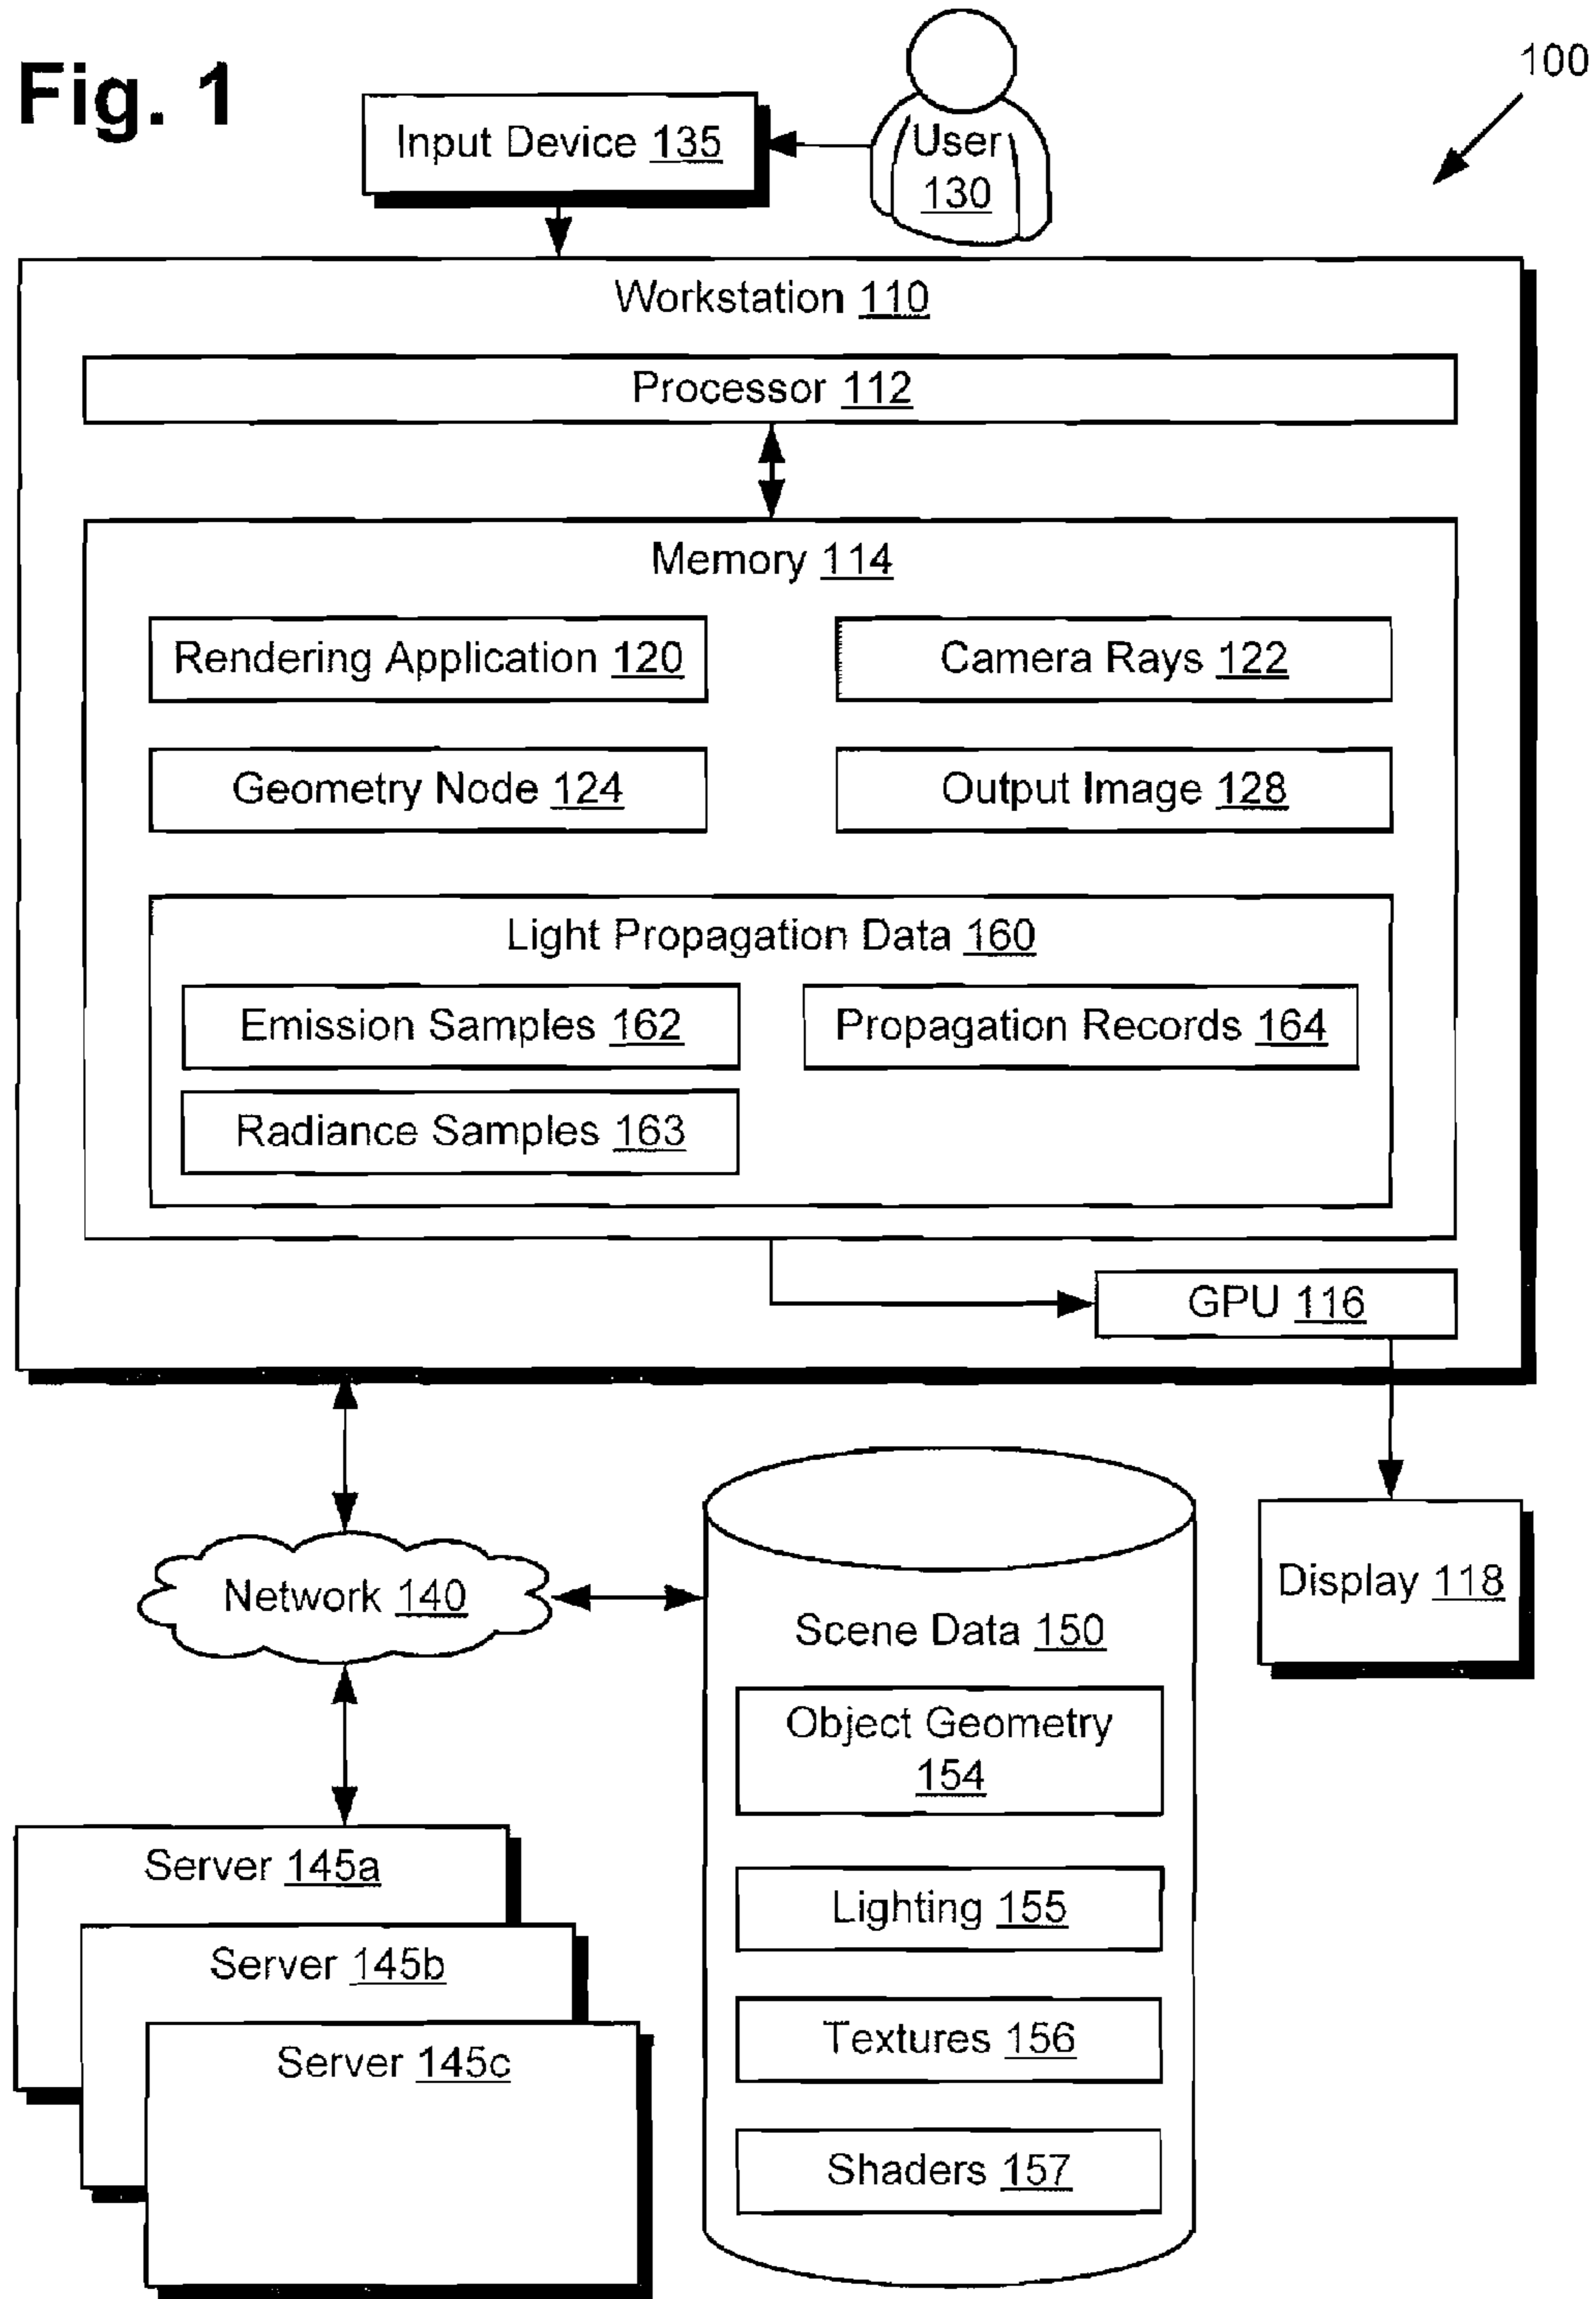 Fig. 1
100
Input Device 135
User
130
Workstation 110
Processor 112
Memory 114
Rendering Application 120
Camera Rays 122
Geometry Node 124
Output Image 128
Light Propagation Data 160
Emission Samples 162
Propagation Records 164
Radiance Samples 163
GPU 116
Network 140
Display 118
Scene Data 150
Object Geometry
154
Lighting 155
Textures 156
Shaders 157
Server 145a
Server 145b
Server 145c